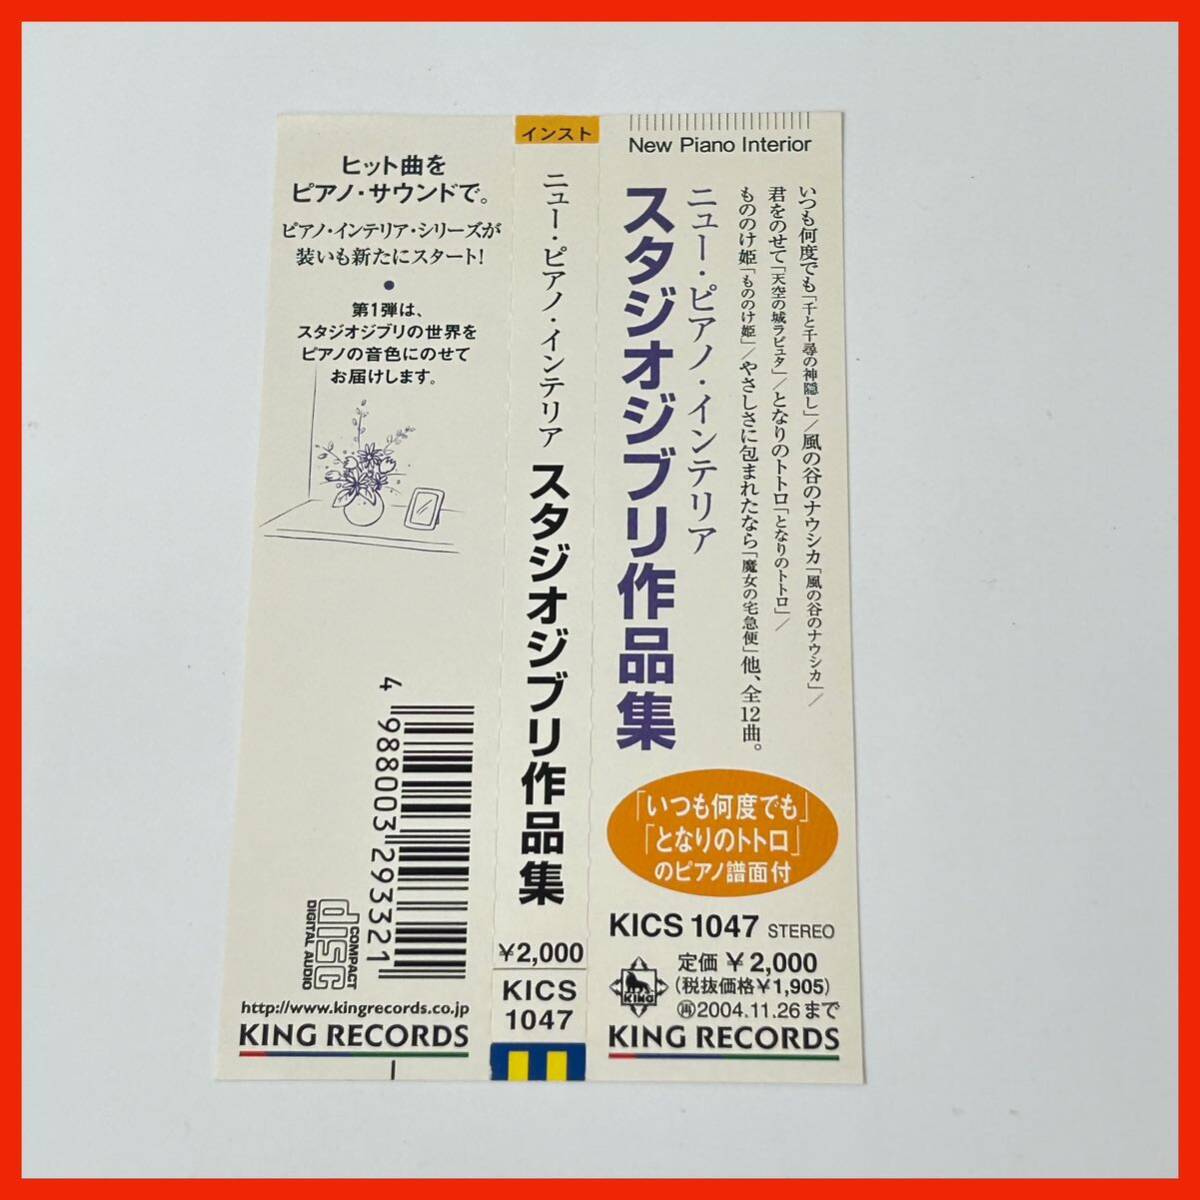 ヒット曲を
ピアノ・サウンドで。
ピアノ・インテリア・シリーズが
装いも新たにスタート!
●
第1弾は、
スタジオジブリの世界を
ピアノの音色にのせて
お届けします。
4 988003 293321
COMPACT
disc
DIGITAL AUDIO
http://www.kingrecords.co.jp
KING RECORDS
インスト
ニュー・ピアノ・インテリア スタジオジブリ作品集
¥2,000
KICS
1047
New Piano Interior
いつも何度でも「千と千尋の神隠し」/風の谷のナウシカ「風の谷のナウシカ」/
君をのせて「天空の城ラピュタ」/となりのトトロ「となりのトトロ」/
もののけ姫「もののけ姫」/やさしさに包まれたなら「魔女の宅急便」他、全12曲。
ニュー・ピアノ・インテリア
スタジオジブリ作品集
「いつも何度でも」
「となりのトトロ」
のピアノ譜面付
KICS 1047 STEREO
KING
定価 ¥2,000
(税抜価格¥1,905)
㊢2004.11.26まで
KING RECORDS